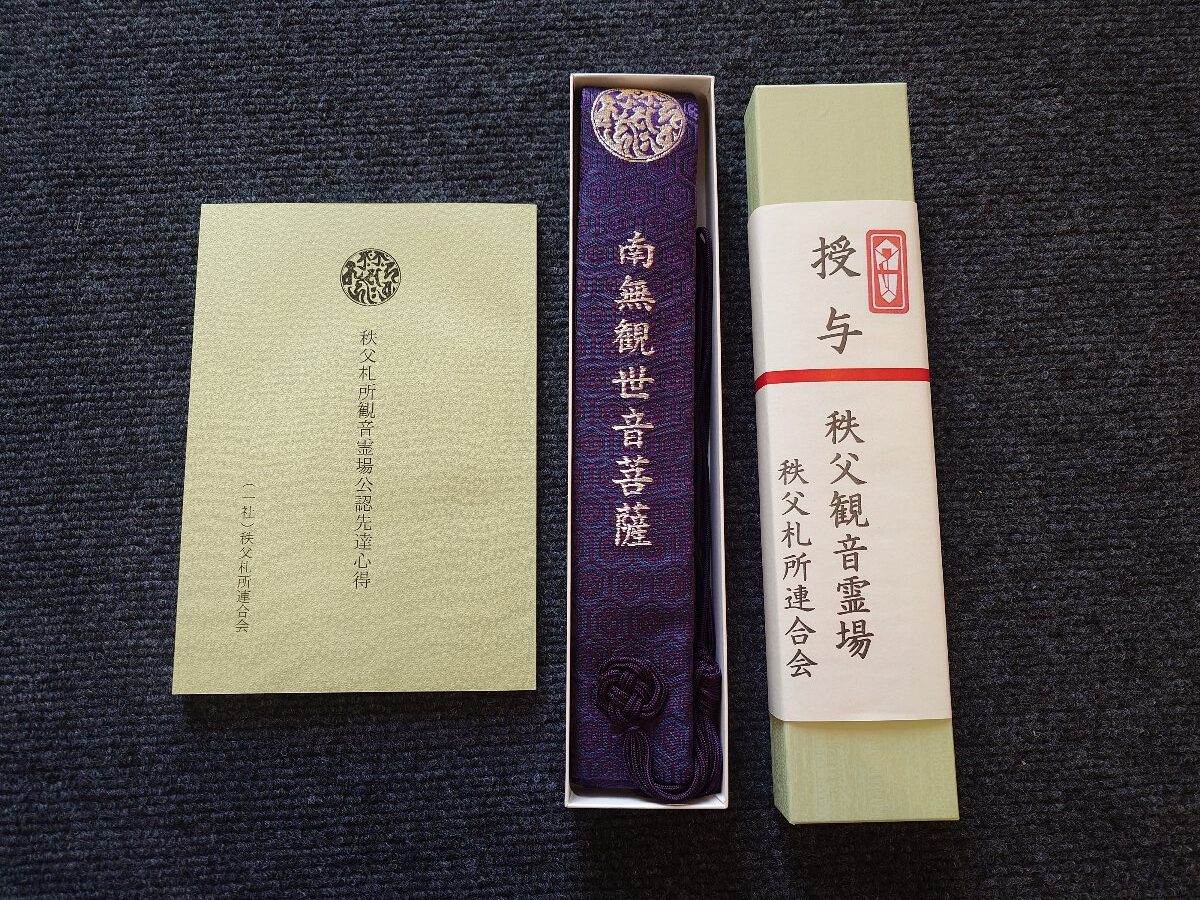 秩父札所観音霊場公認先達心得
（一社）秩父札所連合会
南無観世音菩薩
授与
秩父観音霊場
秩父札所連合会